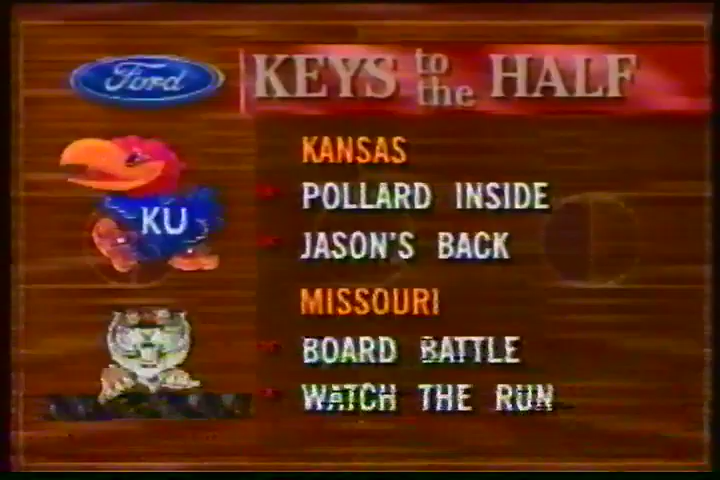 Ford KEYS to the HALF
KANSAS
POLLARD INSIDE
JASON'S BACK
KU
MISSOURI
BOARD BATTLE
WATCH THE RUN